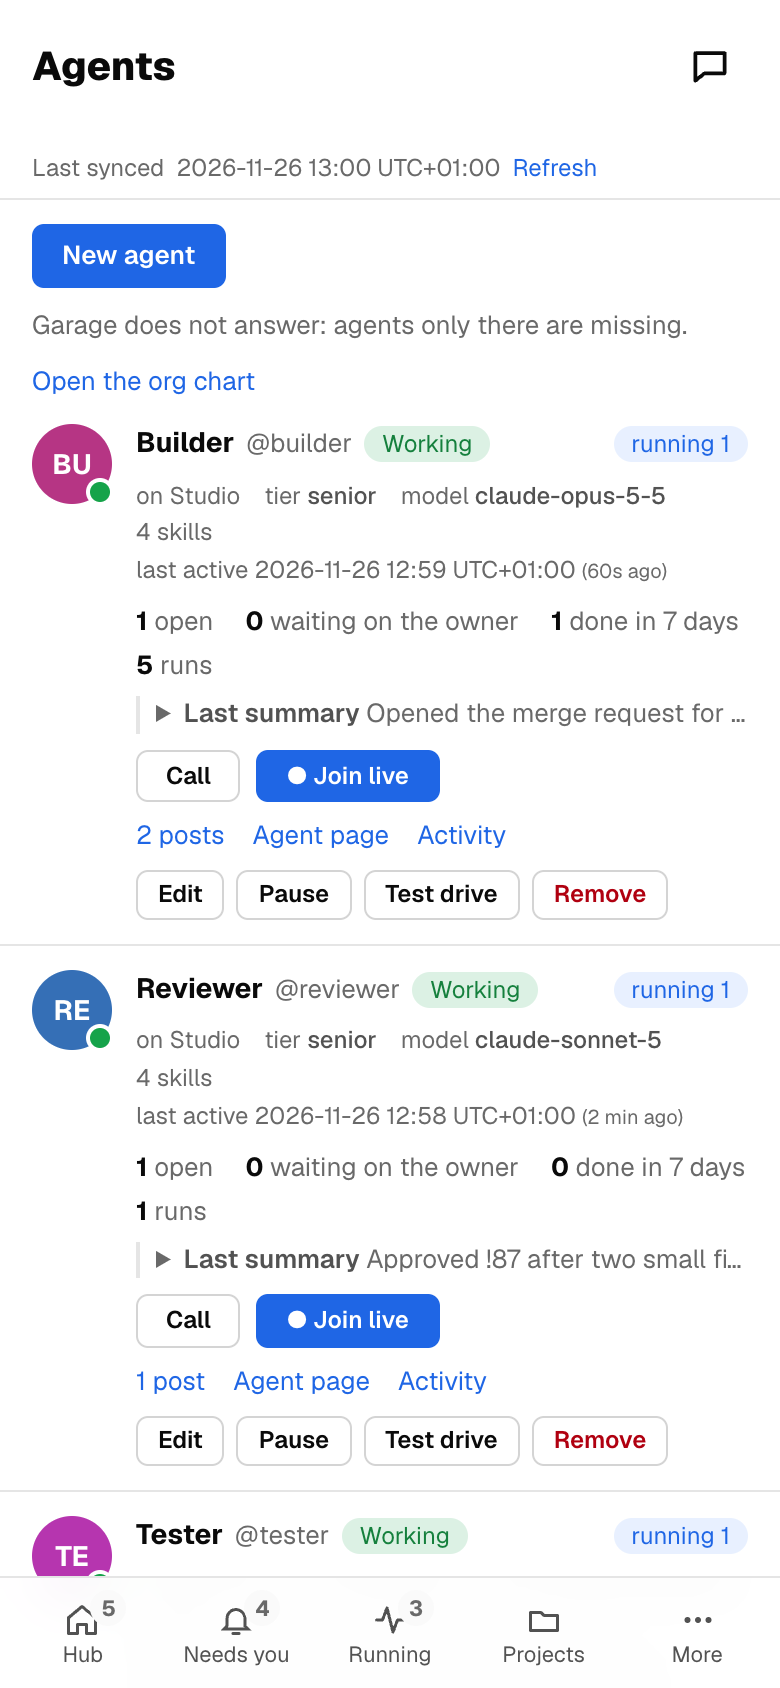 Agents
Last synced 2026-11-26 13:00 UTC+01:00 Refresh
New agent
Garage does not answer: agents only there are missing.
Open the org chart
BU
Builder @builder Working running 1
on Studio tier senior model claude-opus-5-5
4 skills
last active 2026-11-26 12:59 UTC+01:00 (60s ago)
1 open 0 waiting on the owner 1 done in 7 days
5 runs
Last summary Opened the merge request for ...
Call Join live
2 posts Agent page Activity
Edit Pause Test drive Remove
RE
Reviewer @reviewer Working running 1
on Studio tier senior model claude-sonnet-5
4 skills
last active 2026-11-26 12:58 UTC+01:00 (2 min ago)
1 open 0 waiting on the owner 0 done in 7 days
1 runs
Last summary Approved !87 after two small fi...
Call Join live
1 post Agent page Activity
Edit Pause Test drive Remove
TE
Tester @tester Working running 1
5 4 3
Hub Needs you Running Projects More